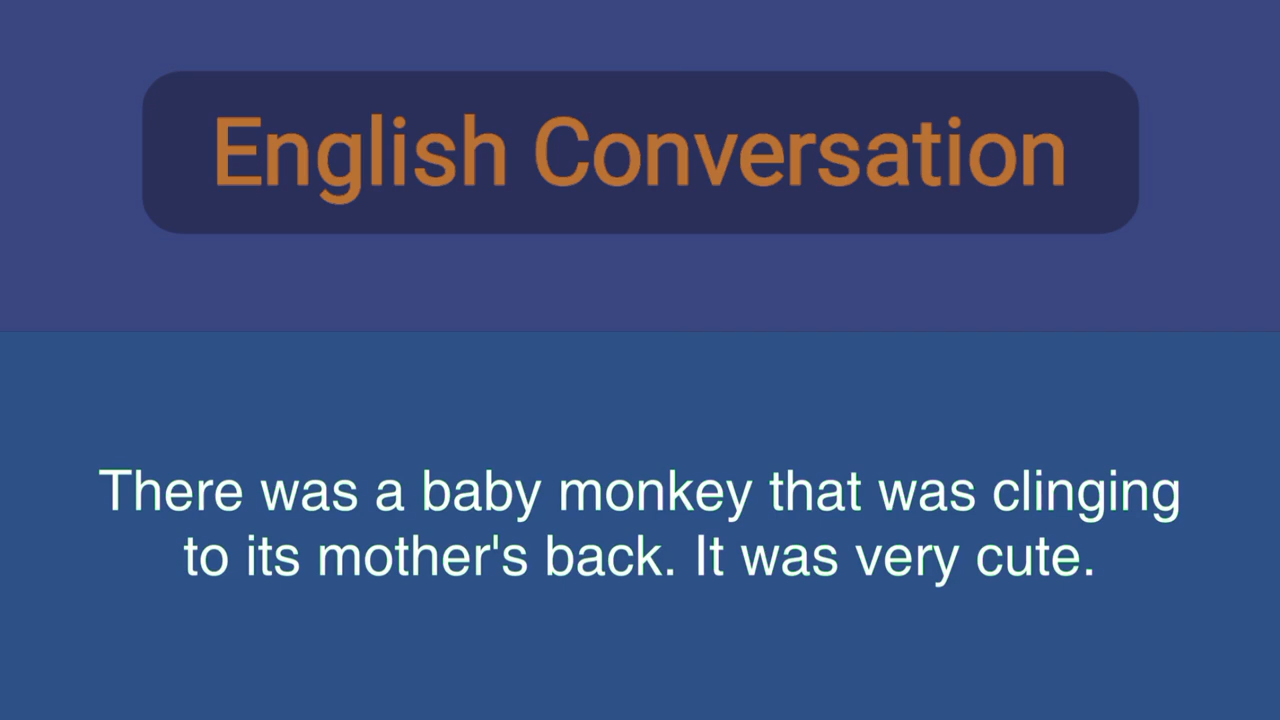 English Conversation
There was a baby monkey that was clinging
to its mother's back. It was very cute.